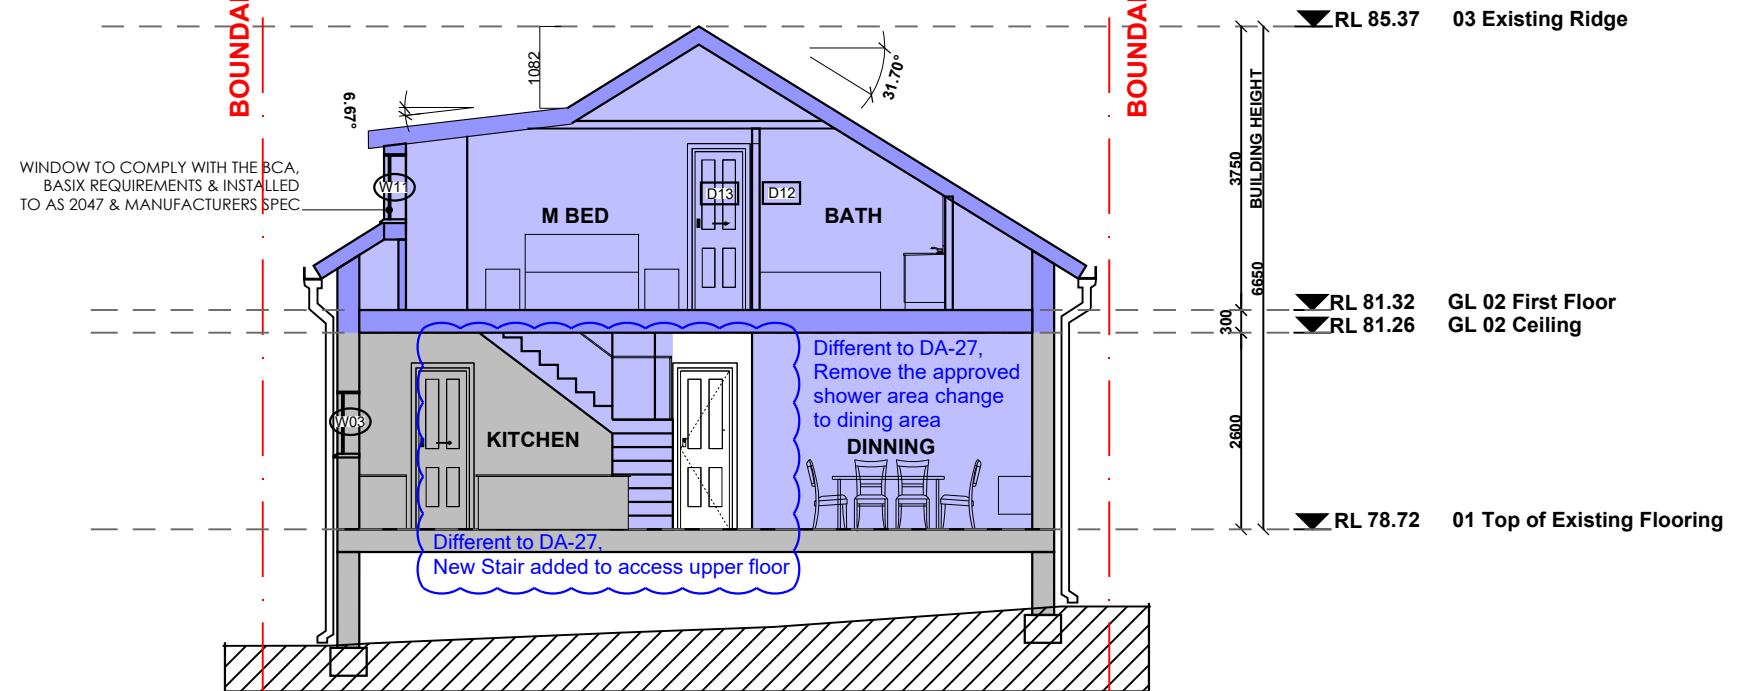 BOUNDA
BOUNDA
RL 85.37 03 Existing Ridge
1082
31.70°
6.67°
WINDOW TO COMPLY WITH THE BCA,
BASIX REQUIREMENTS & INSTALLED
TO AS 2047 & MANUFACTURERS SPEC
W11
D13
D12
M BED
BATH
3750
BUILDING HEIGHT
6650
RL 81.32 GL 02 First Floor
300
RL 81.26 GL 02 Ceiling
Different to DA-27,
Remove the approved
shower area change
to dining area
W03
KITCHEN
DINNING
2600
RL 78.72 01 Top of Existing Flooring
Different to DA-27,
New Stair added to access upper floor